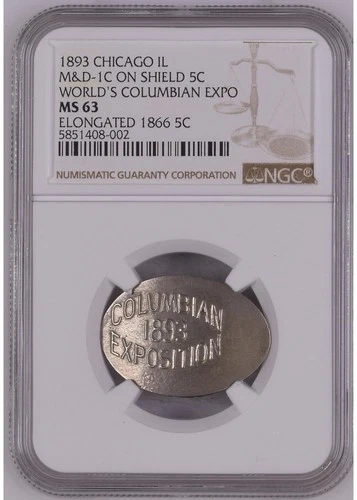 1893 CHICAGO IL
M&D-1C ON SHIELD 5C
WORLD'S COLUMBIAN EXPO
MS 63
ELONGATED 1866 5C
5851408-002
NUMISMATIC GUARANTY CORPORATION NGC®
COLUMBIAN
1893
EXPOSITION